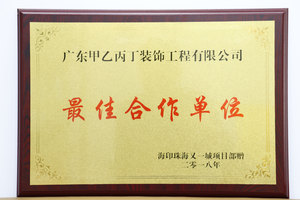 广东甲乙丙丁装饰工程有限公司
最佳合作单位
海印珠海又一城项目部赠
二零一八年